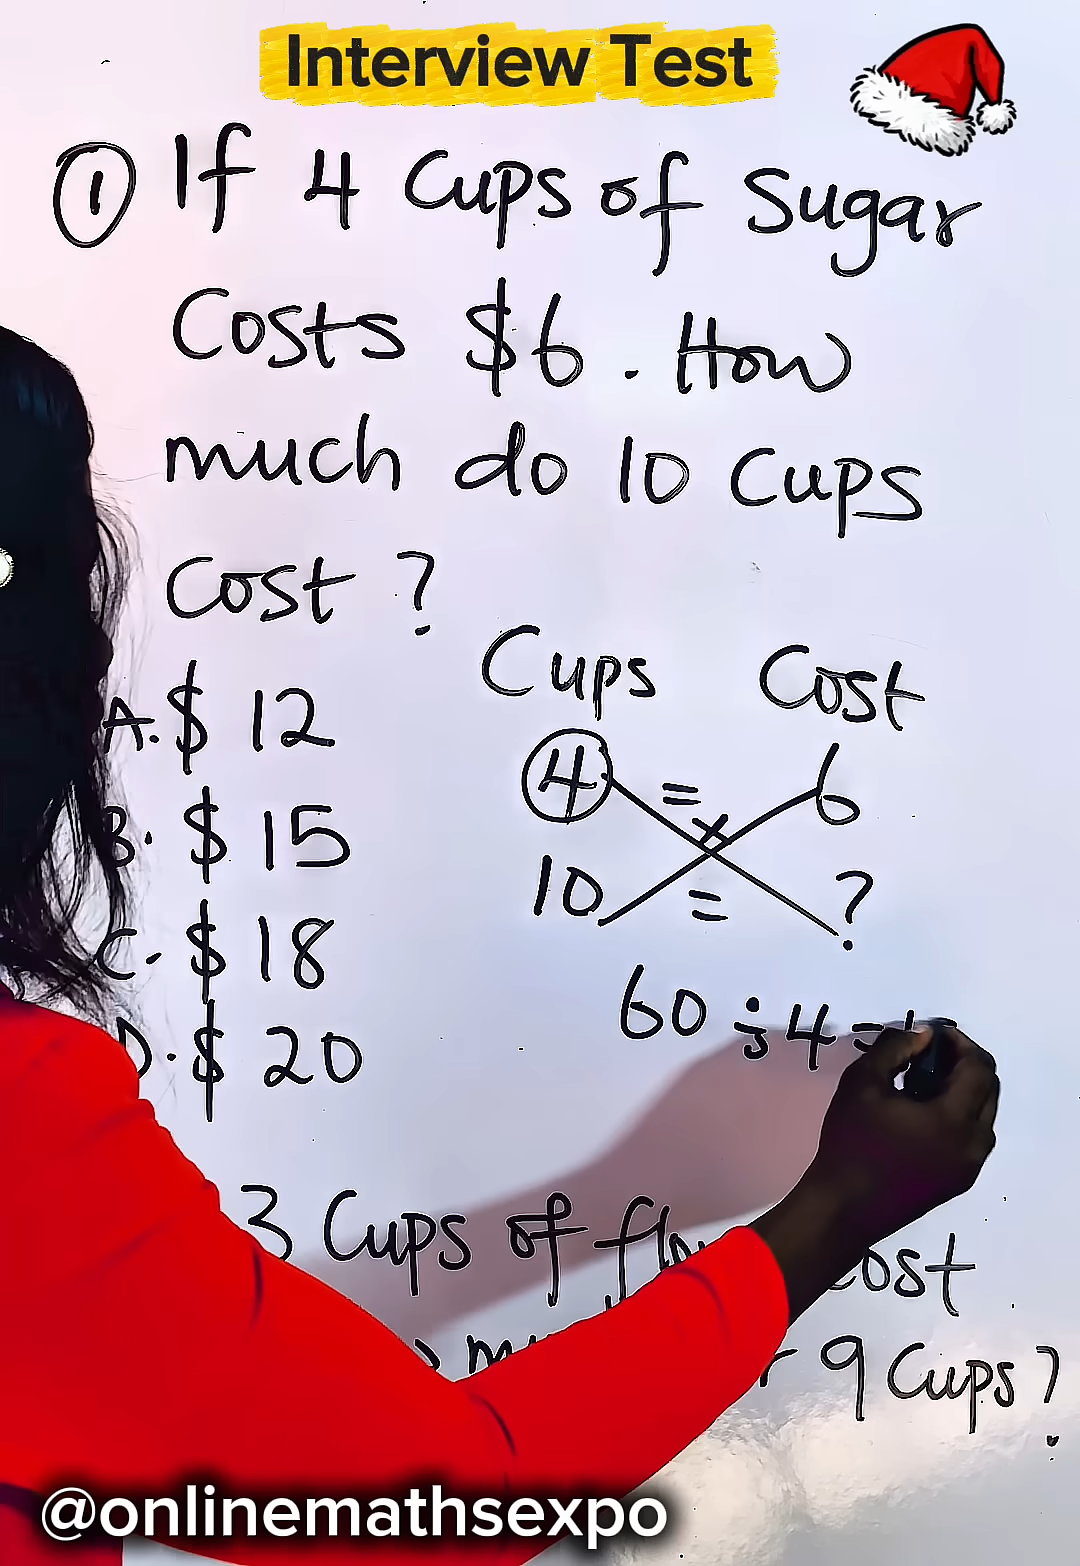 Interview Test
① If 4 Cups of Sugar
Costs $6. How
much do 10 Cups
Cost ?
Cups Cost
A. $ 12
④ = 6
B. $ 15
×
10 = ?
C. $ 18
60 ÷ 4 =
D. $ 20
3 Cups of Cost
9 Cups ?
@onlinemathsexpo